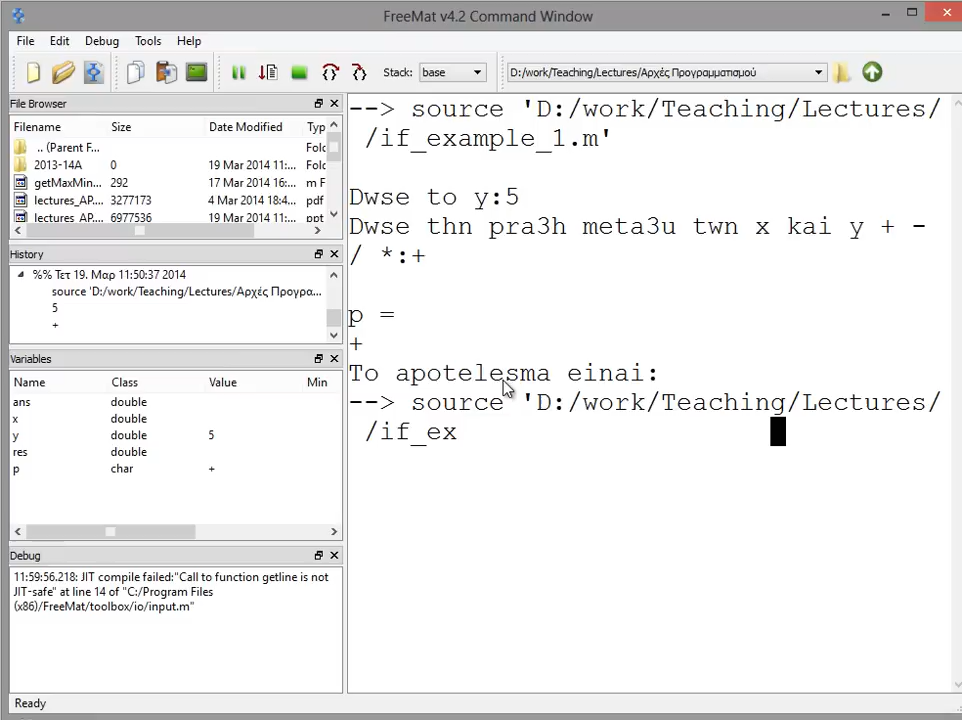 FreeMat v4.2 Command Window
File Edit Debug Tools Help
Stack: base D:/work/Teaching/Lectures/Αρχές Προγραμματισμού
File Browser
Filename Size Date Modified Typ
.. (Parent F...
2013-14A 0 19 Mar 2014 11:... Folc
getMaxMin... 292 17 Mar 2014 16:... m F
lectures_AP... 3277173 4 Mar 2014 18:4... pdf
lectures_AP... 6977536 19 Mar 2014 11:... ppt
History
%% Τετ 19. Μαρ 11:50:37 2014
source 'D:/work/Teaching/Lectures/Αρχές Προγρα...
5
+
Variables
Name Class Value Min
ans double
x double
y double 5
res double
p char +
Debug
11:59:56.218: JIT compile failed:"Call to function getline is not
JIT-safe" at line 14 of "C:/Program Files
(x86)/FreeMat/toolbox/io/input.m"
--> source 'D:/work/Teaching/Lectures/
/if_example_1.m'
Dwse to y:5
Dwse thn pra3h meta3u twn x kai y + -
/ *:+
p =
+
To apotelesma einai:
--> source 'D:/work/Teaching/Lectures/
/if_ex
Ready